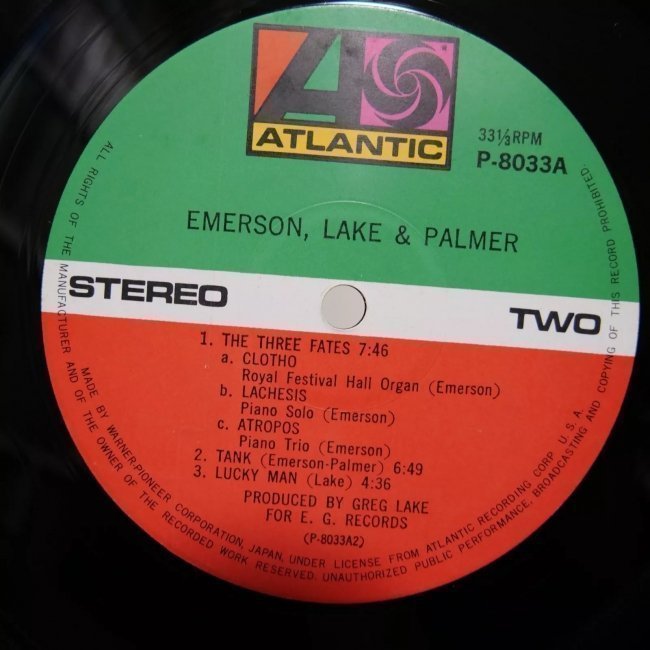 ATLANTIC
33⅓RPM
P-8033A
EMERSON, LAKE & PALMER
STEREO
TWO
1. THE THREE FATES 7:46
a. CLOTHO
Royal Festival Hall Organ (Emerson)
b. LACHESIS
Piano Solo (Emerson)
c. ATROPOS
Piano Trio (Emerson)
2. TANK (Emerson-Palmer) 6:49
3. LUCKY MAN (Lake) 4:36
PRODUCED BY GREG LAKE
FOR E. G. RECORDS
(P-8033A2)
MADE BY WARNER-PIONEER CORPORATION, JAPAN, UNDER LICENSE FROM ATLANTIC RECORDING CORP. U.S.A.
ALL RIGHTS OF THE MANUFACTURER AND OF THE OWNER OF THE RECORDED WORK RESERVED. UNAUTHORIZED PUBLIC PERFORMANCE, BROADCASTING AND COPYING OF THIS RECORD PROHIBITED.